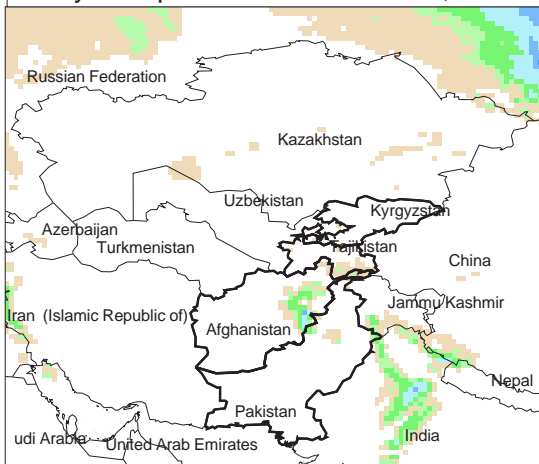 Russian Federation
Kazakhstan
Uzbekistan
Kyrgyzstan
Azerbaijan
Turkmenistan
Tajikistan
China
Jammu/Kashmir
Iran (Islamic Republic of)
Afghanistan
Nepal
Pakistan
India
udi Arabia
United Arab Emirates